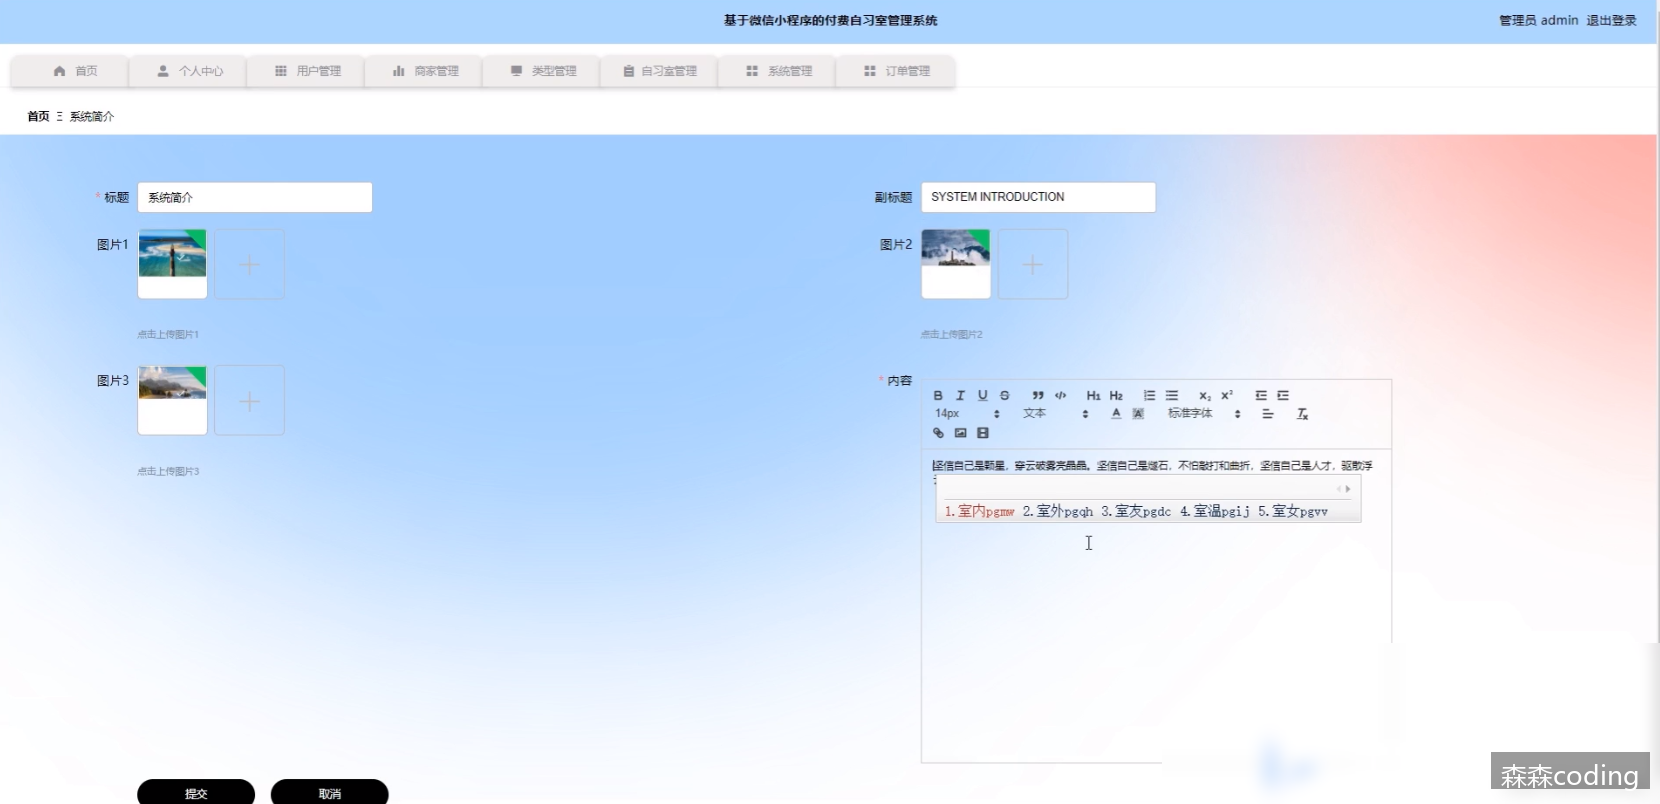 基于微信小程序的付费自习室管理系统
管理员 admin 退出登录
首页 个人中心 用户管理 商家管理 类型管理 自习室管理 系统管理 订单管理
首页 Ξ 系统简介
* 标题 系统简介 副标题 SYSTEM INTRODUCTION
图片1 图片2
点击上传图片1 点击上传图片2
图片3 * 内容
B I U S ” </> H1 H2 x₂ x²
14px 文本 A A 标准字体
坚信自己是颗星，穿云破雾亮晶晶。坚信自己是燧石，不怕敲打和曲折，坚信自己是人才，驱散浮
1.室内pgmw 2.室外pgqh 3.室友pgdc 4.室温pgij 5.室女pgvv
点击上传图片3
提交 取消
森森coding